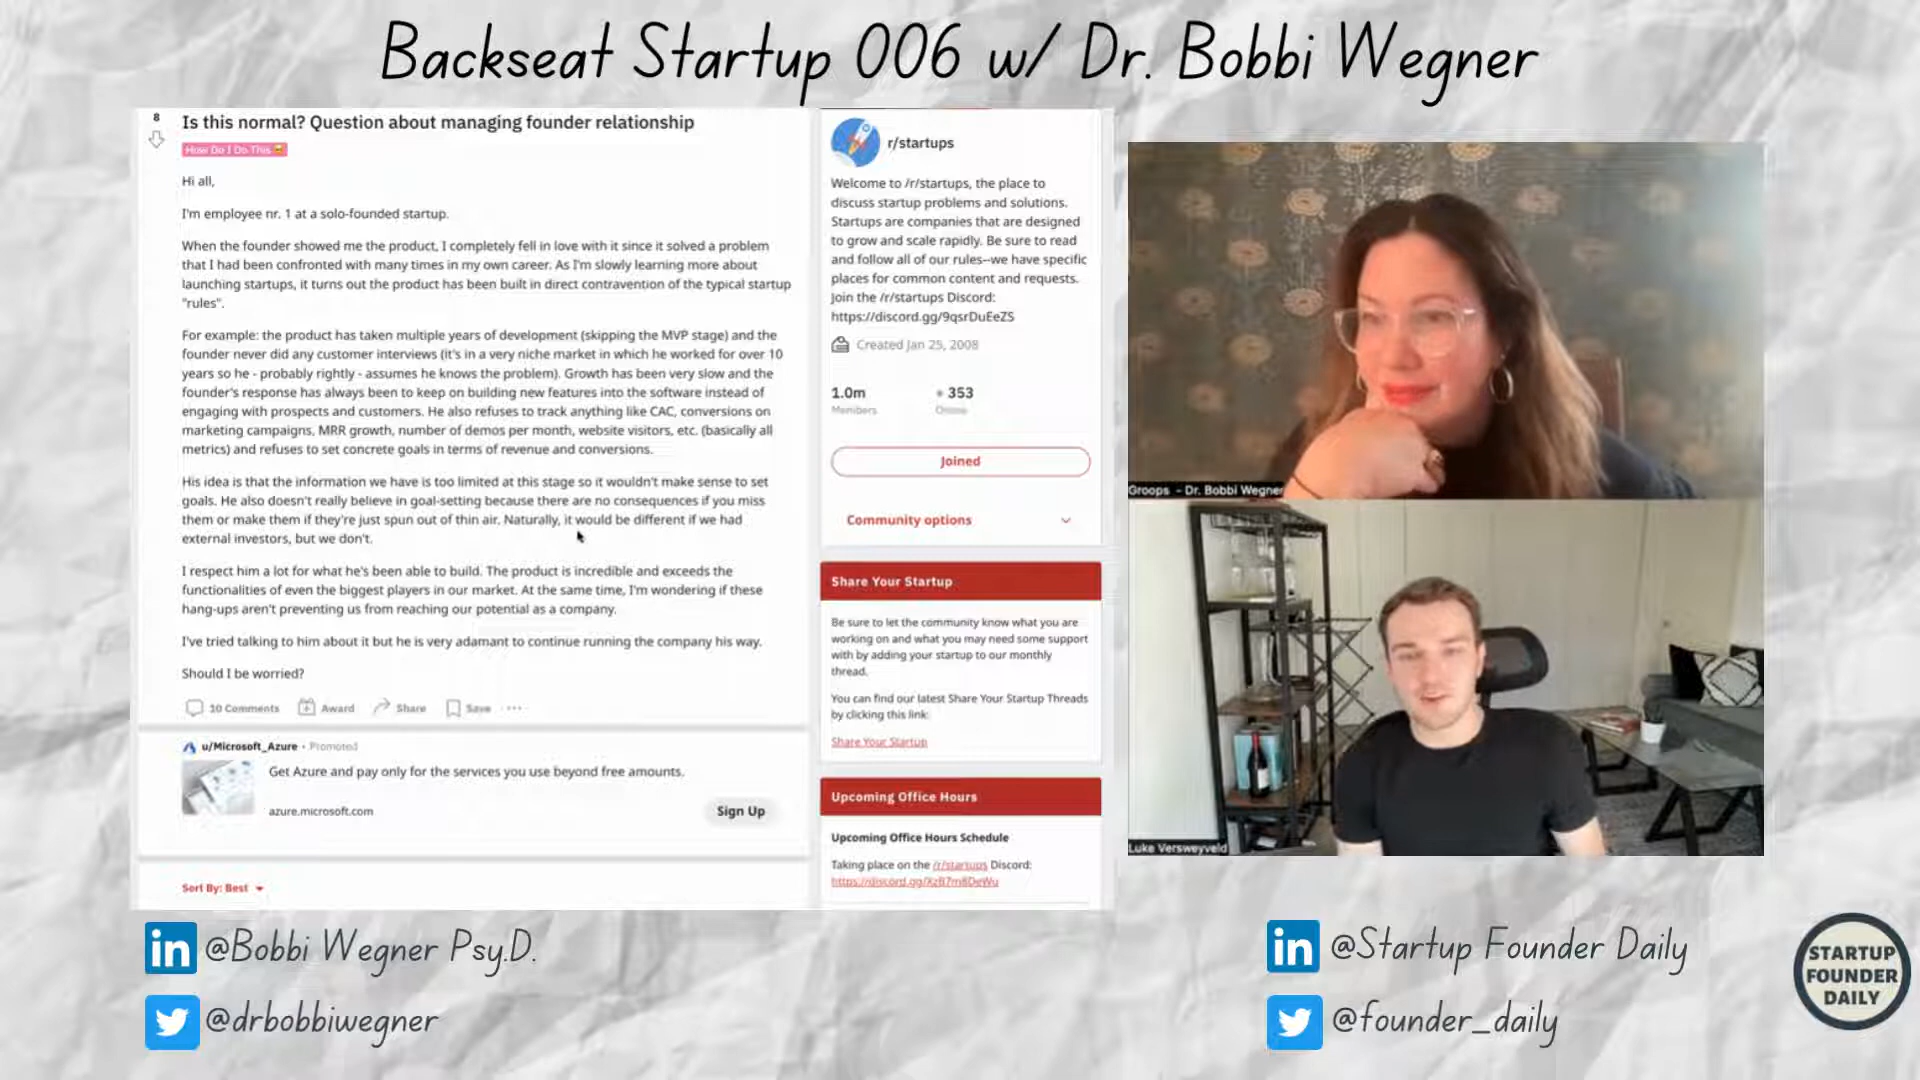 Backseat Startup 006 w/ Dr. Bobbi Wegner
8
Is this normal? Question about managing founder relationship
How Do I Do This
Hi all,
I'm employee nr. 1 at a solo-founded startup.
When the founder showed me the product, I completely fell in love with it since it solved a problem
that I had been confronted with many times in my own career. As I'm slowly learning more about
launching startups, it turns out the product has been built in direct contravention of the typical startup
"rules".
For example: the product has taken multiple years of development (skipping the MVP stage) and the
founder never did any customer interviews (it's in a very niche market in which he worked for over 10
years so he - probably rightly - assumes he knows the problem). Growth has been very slow and the
founder's response has always been to keep on building new features into the software instead of
engaging with prospects and customers. He also refuses to track anything like CAC, conversions on
marketing campaigns, MRR growth, number of demos per month, website visitors, etc. (basically all
metrics) and refuses to set concrete goals in terms of revenue and conversions.
His idea is that the information we have is too limited at this stage so it wouldn't make sense to set
goals. He also doesn't really believe in goal-setting because there are no consequences if you miss
them or make them if they're just spun out of thin air. Naturally, it would be different if we had
external investors, but we don't.
I respect him a lot for what he's been able to build. The product is incredible and exceeds the
functionalities of even the biggest players in our market. At the same time, I'm wondering if these
hang-ups aren't preventing us from reaching our potential as a company.
I've tried talking to him about it but he is very adamant to continue running the company his way.
Should I be worried?
10 Comments Award Share Save ...
u/Microsoft_Azure • Promoted
Get Azure and pay only for the services you use beyond free amounts.
azure.microsoft.com
Sign Up
Sort By: Best
r/startups
Welcome to /r/startups, the place to
discuss startup problems and solutions.
Startups are companies that are designed
to grow and scale rapidly. Be sure to read
and follow all of our rules--we have specific
places for common content and requests.
Join the /r/startups Discord:
https://discord.gg/9qsrDuEeZS
Created Jan 25, 2008
1.0m 353
Members Online
Joined
Community options
Share Your Startup
Be sure to let the community know what you are
working on and what you may need some support
with by adding your startup to our monthly
thread.
You can find our latest Share Your Startup Threads
by clicking this link:
Share Your Startup
Upcoming Office Hours
Upcoming Office Hours Schedule
Taking place on the /r/startups Discord:
https://discord.gg/XzB7m8DeWu
Groops - Dr. Bobbi Wegner
Luke Versweyveld
in @Bobbi Wegner Psy.D.
@drbobbiwegner
in @Startup Founder Daily
@founder_daily
STARTUP
FOUNDER
DAILY